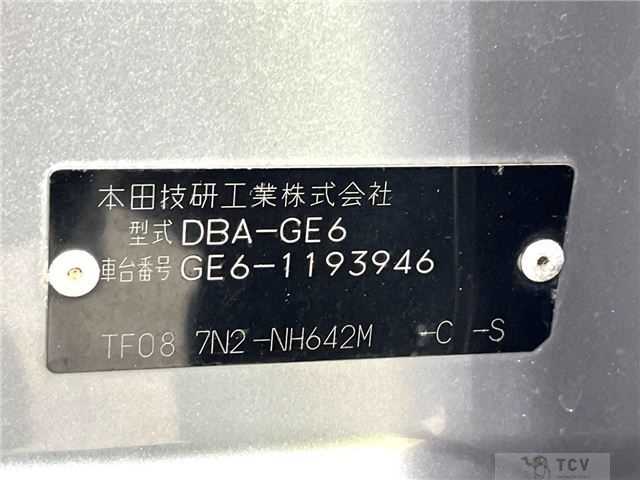 本田技研工業株式会社
型式 DBA-GE6
車台番号 GE6-1193946
TF08 7N2-NH642M -C -S
TCV